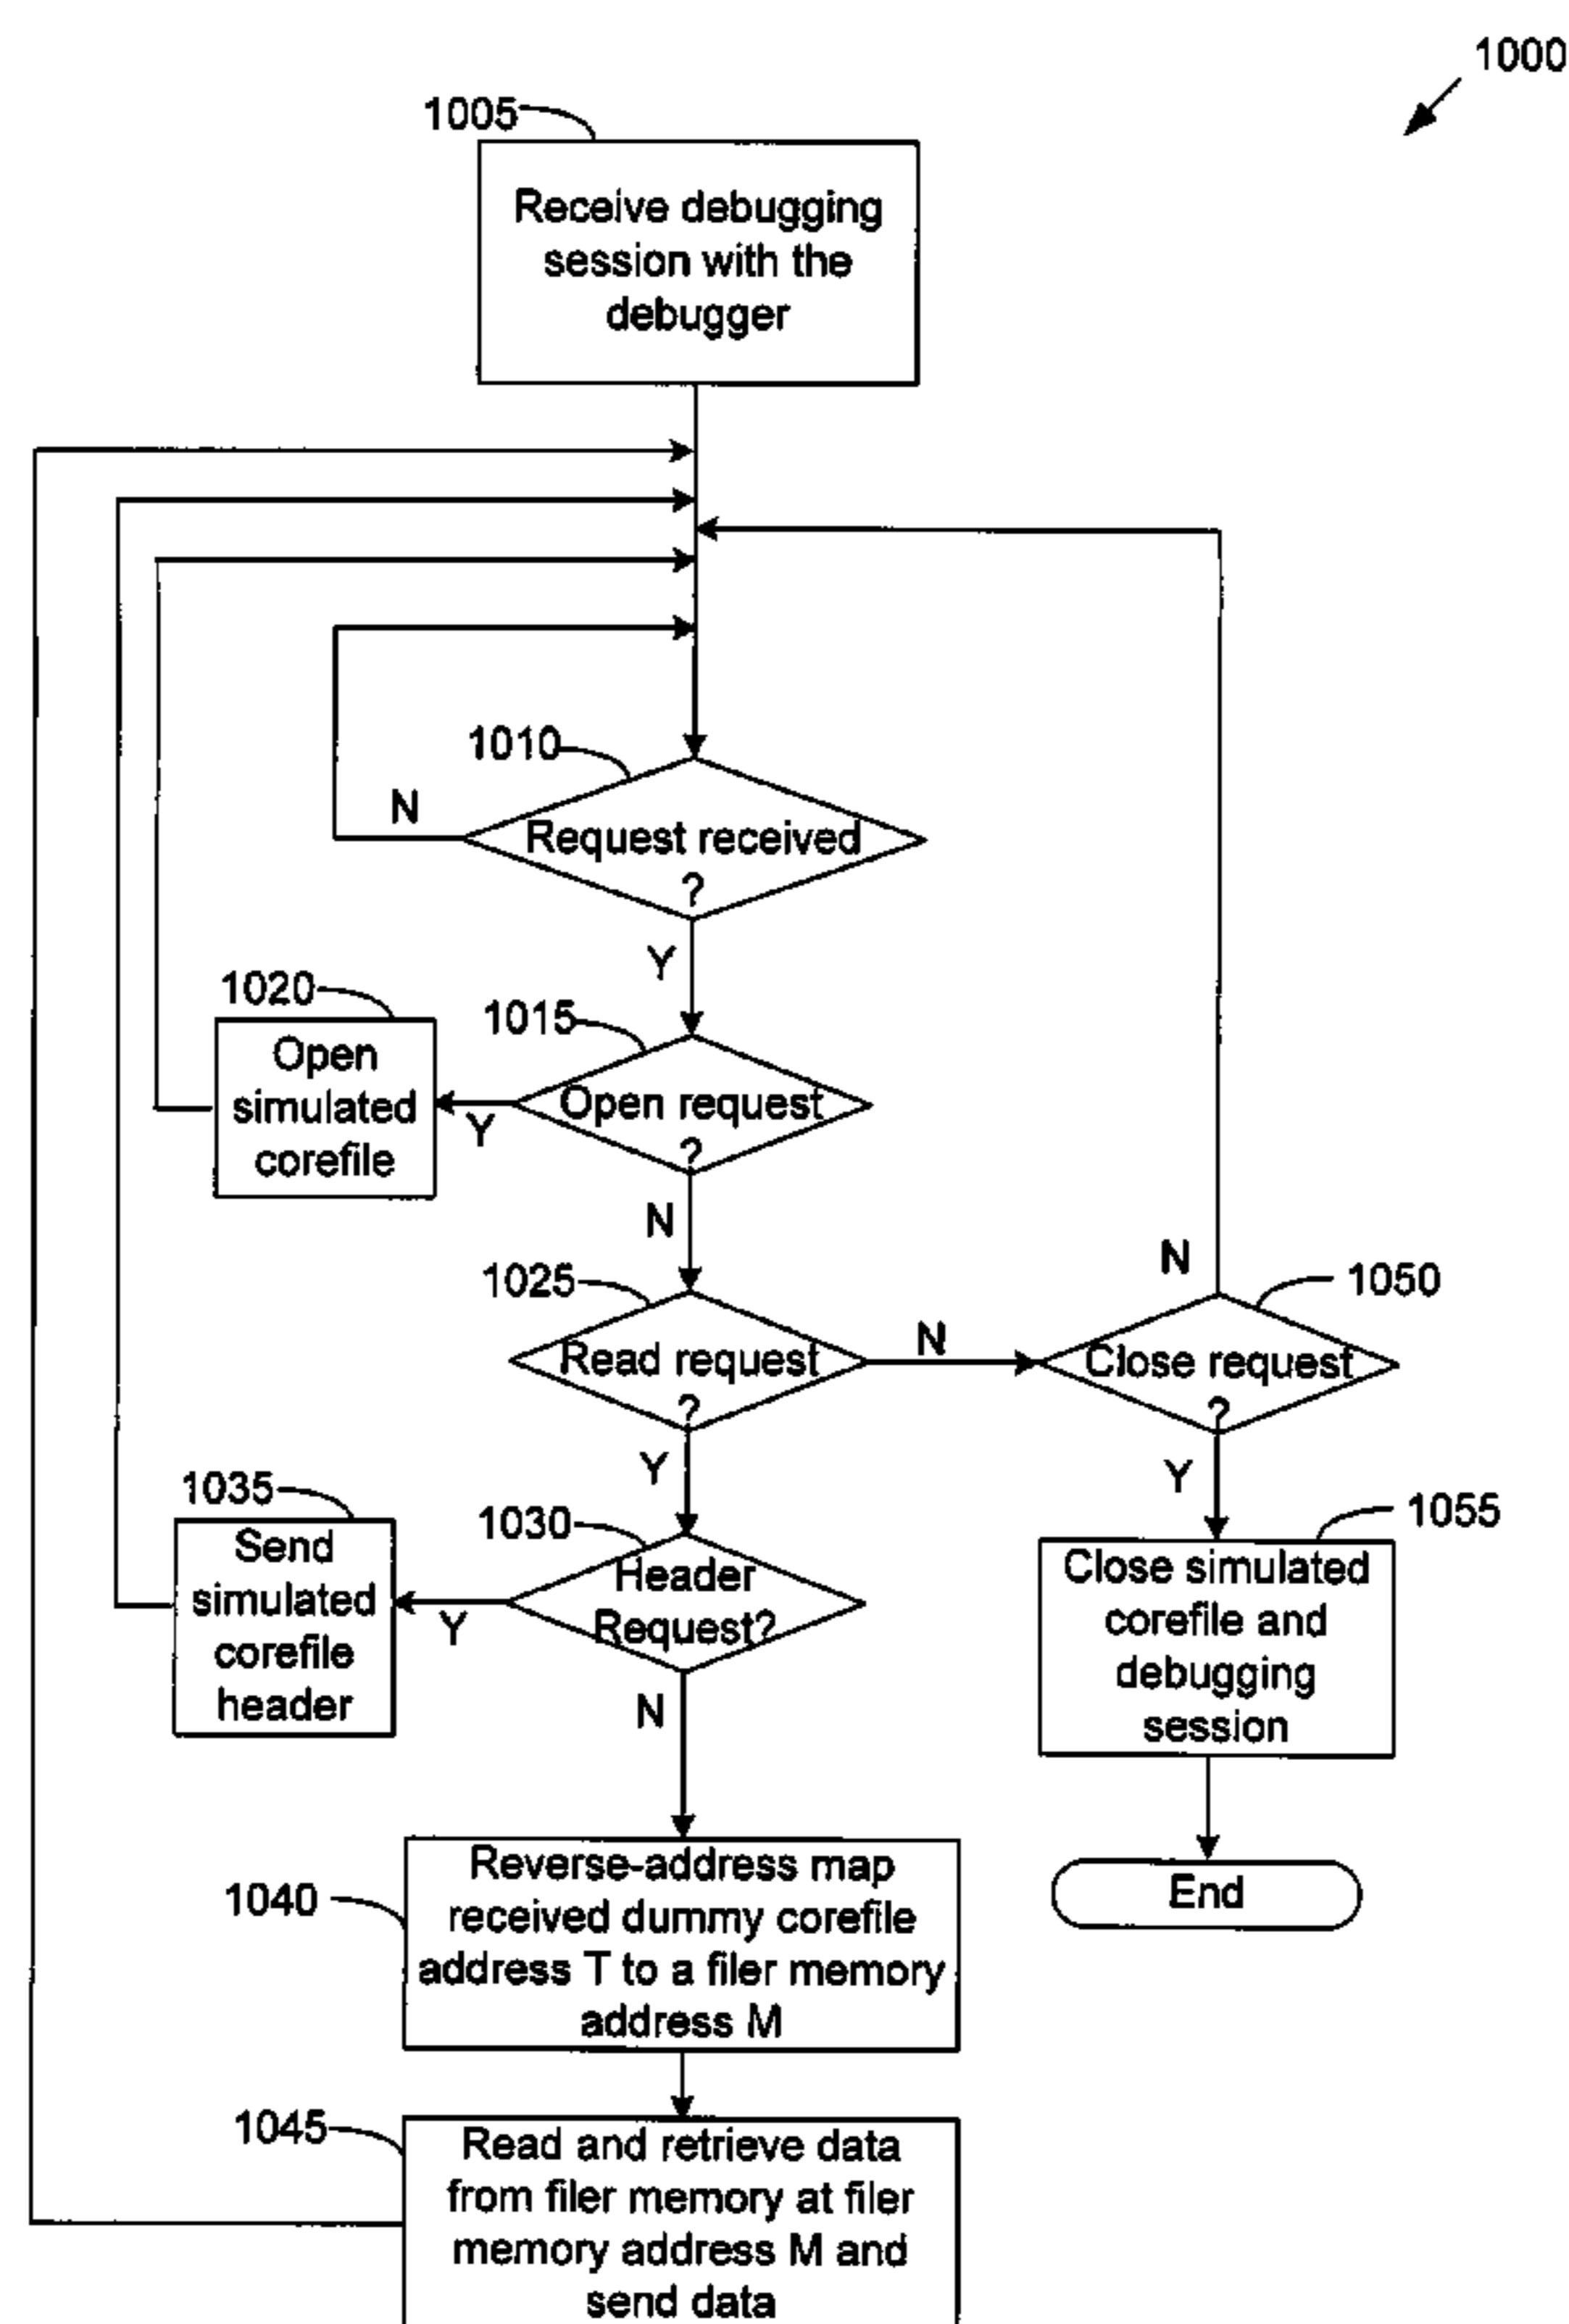 1000
1005
Receive debugging
session with the
debugger
1010
N
Request received
?
Y
1020
Open
simulated
corefile
1015
Open request
?
Y
N
1025
Read request
?
N
N
1050
Close request
?
Y
Y
1035
Send
simulated
corefile
header
1030
Header
Request?
Y
N
1055
Close simulated
corefile and
debugging
session
End
1040
Reverse-address map
received dummy corefile
address T to a filer memory
address M
1045
Read and retrieve data
from filer memory at filer
memory address M and
send data